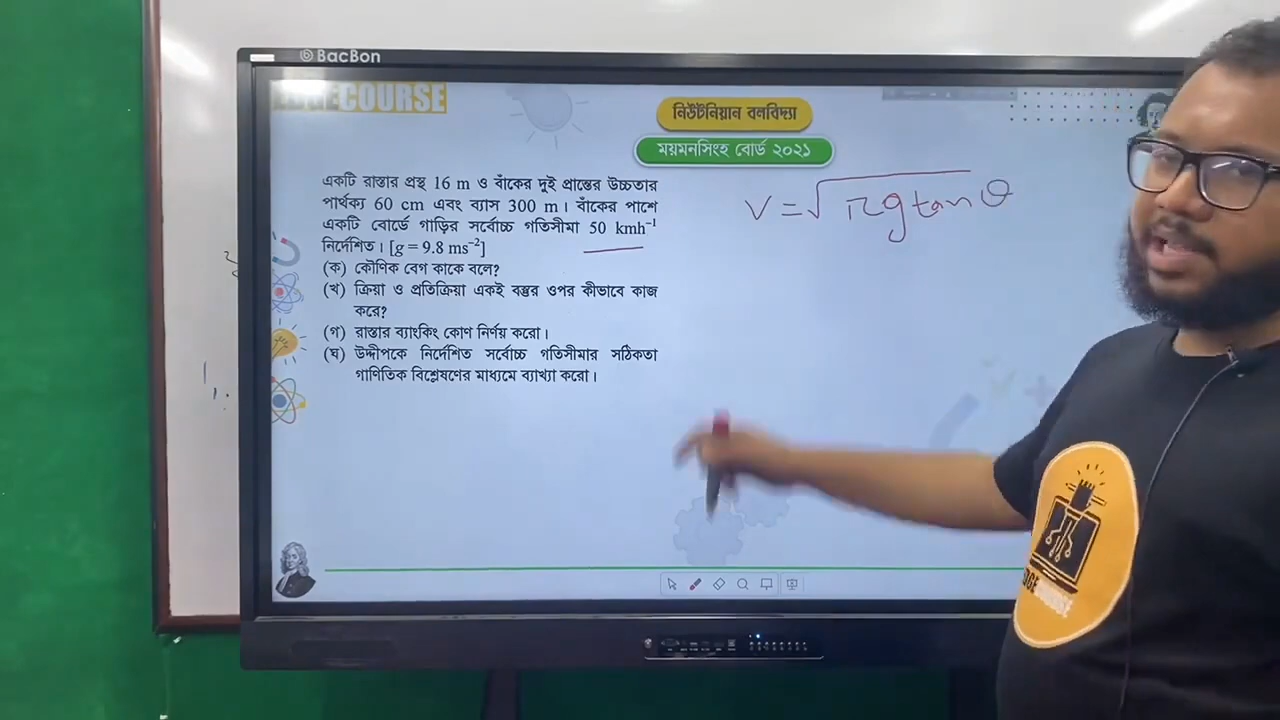 BacBon
EDGECOURSE
নিউটনিয়ান বলবিদ্যা
ময়মনসিংহ বোর্ড ২০২১
একটি রাস্তার প্রস্থ 16 m ও বাঁকের দুই প্রান্তের উচ্চতার
পার্থক্য 60 cm এবং ব্যাস 300 m। বাঁকের পাশে
একটি বোর্ডে গাড়ির সর্বোচ্চ গতিসীমা 50 kmh⁻¹
নির্দেশিত। [g = 9.8 ms⁻²]
(ক) কৌণিক বেগ কাকে বলে?
(খ) ক্রিয়া ও প্রতিক্রিয়া একই বস্তুর ওপর কীভাবে কাজ
করে?
(গ) রাস্তার ব্যাংকিং কোণ নির্ণয় করো।
(ঘ) উদ্দীপকে নির্দেশিত সর্বোচ্চ গতিসীমার সঠিকতা
গাণিতিক বিশ্লেষণের মাধ্যমে ব্যাখ্যা করো।
v = √rg tan θ